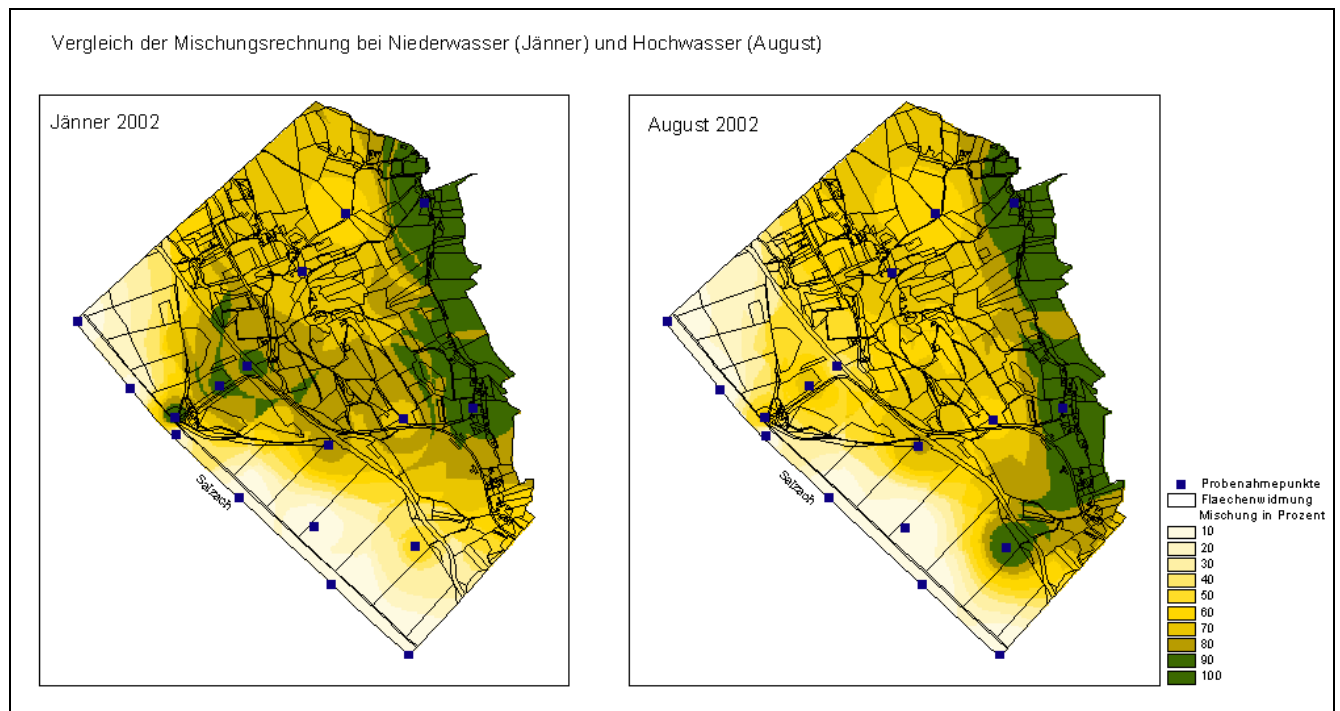 Vergleich der Mischungsrechnung bei Niederwasser (Jänner) und Hochwasser (August)
Jänner 2002
August 2002
Salzach
Salzach
Probenahmepunkte
Flaechenwidmung
Mischung in Prozent
10
20
30
40
50
60
70
80
90
100